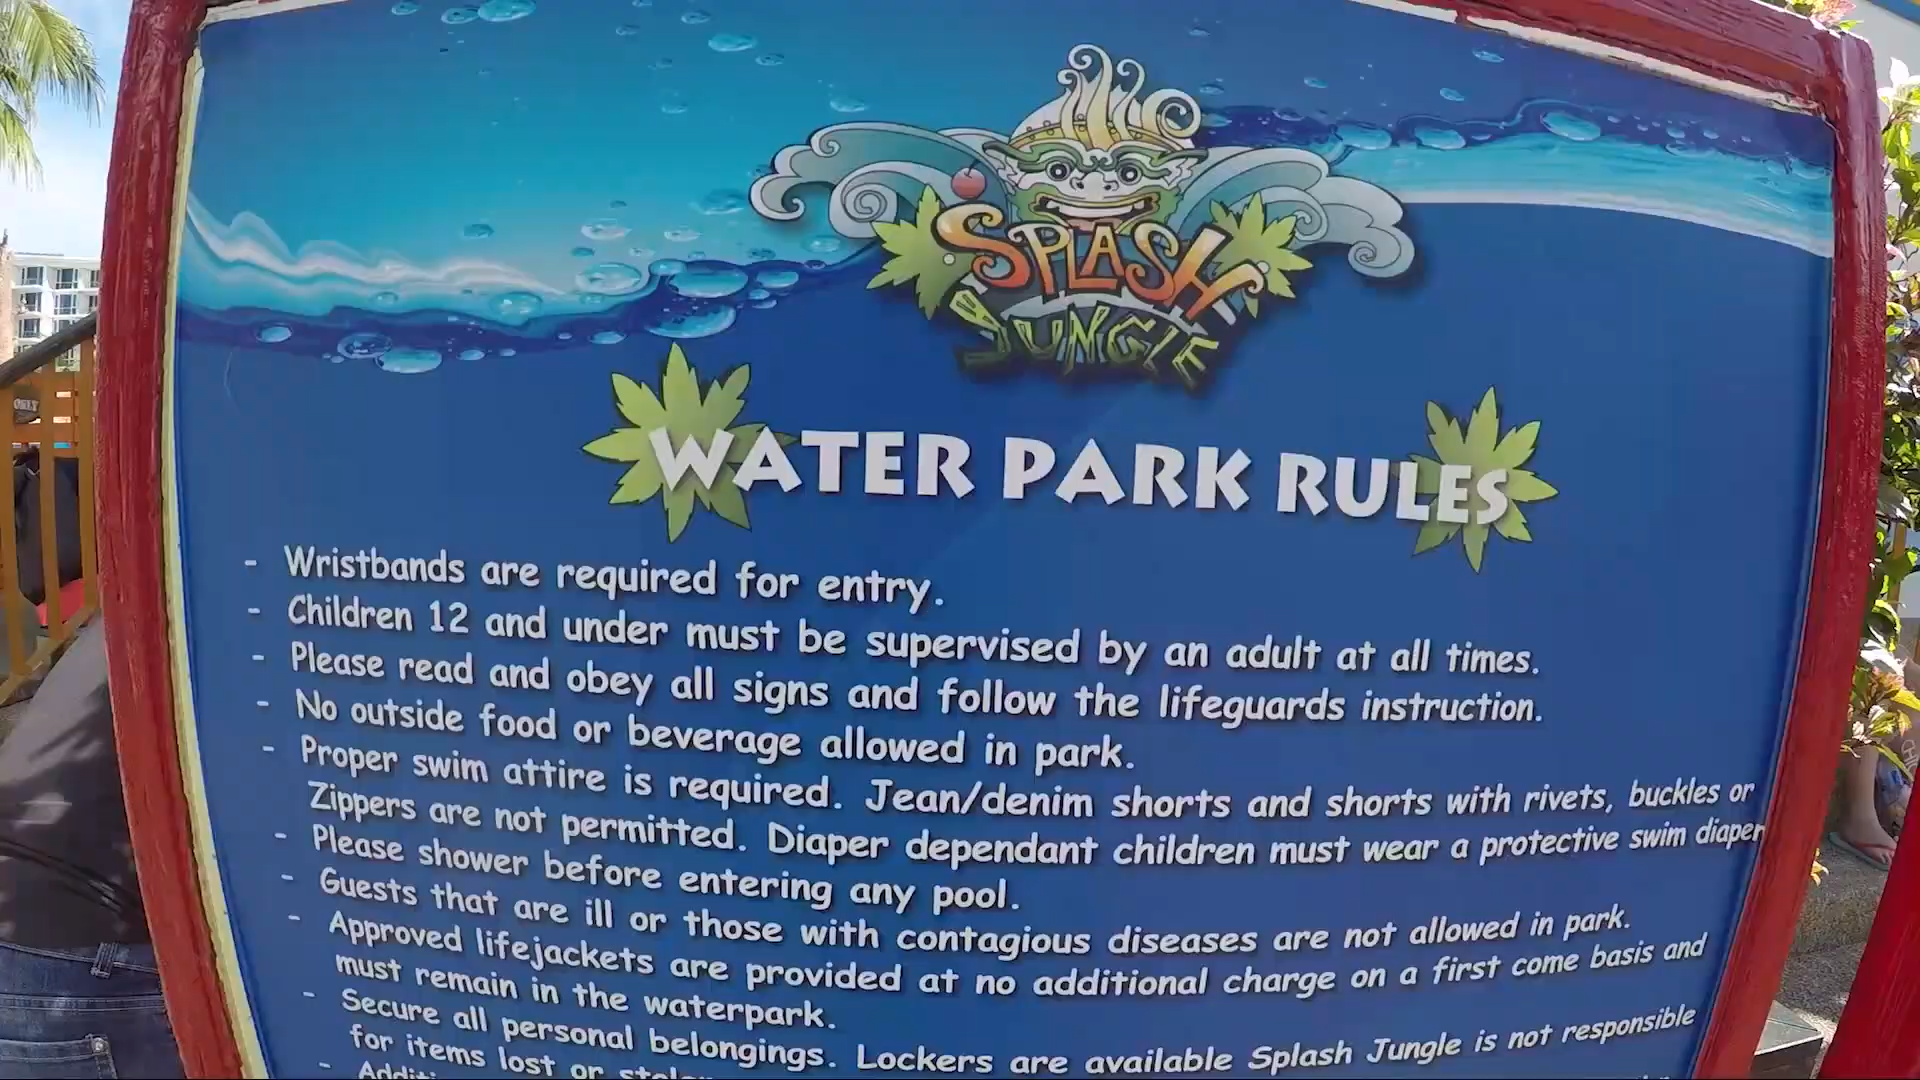 SPLASH
JUNGLE
WATER PARK RULES
- Wristbands are required for entry.
- Children 12 and under must be supervised by an adult at all times.
- Please read and obey all signs and follow the lifeguards instruction.
- No outside food or beverage allowed in park.
- Proper swim attire is required. Jean/denim shorts and shorts with rivets, buckles or
Zippers are not permitted. Diaper dependant children must wear a protective swim diaper
- Please shower before entering any pool.
- Guests that are ill or those with contagious diseases are not allowed in park.
- Approved lifejackets are provided at no additional charge on a first come basis and
must remain in the waterpark.
- Secure all personal belongings. Lockers are available Splash Jungle is not responsible
for items lost or